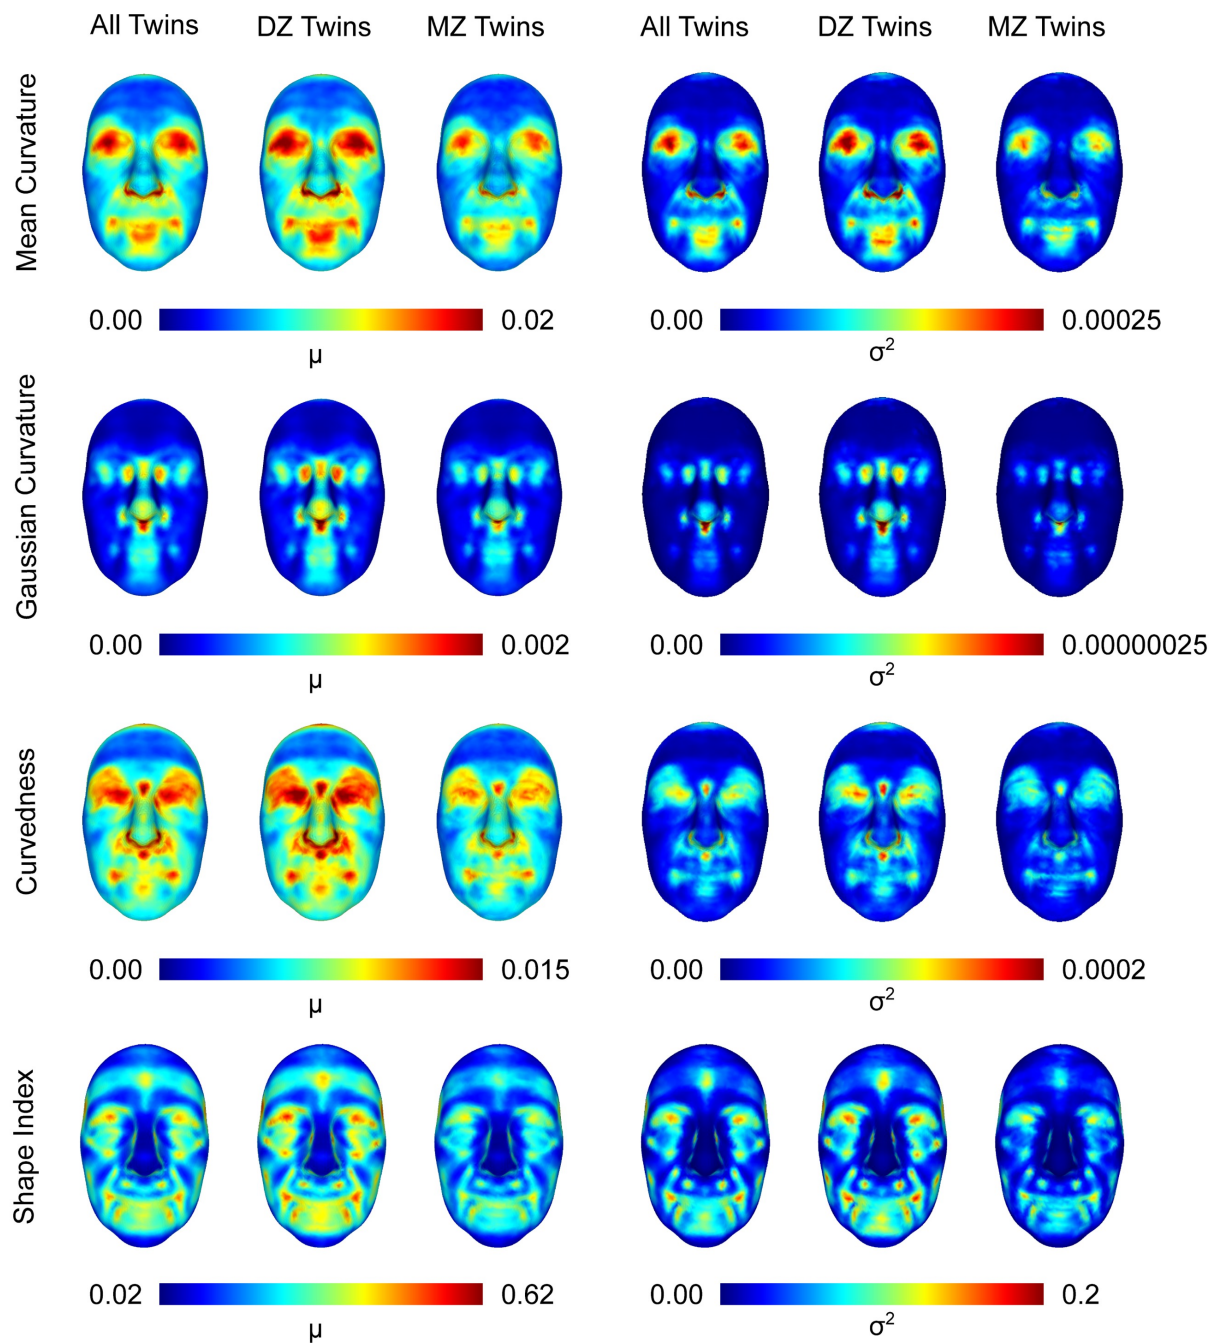 All Twins DZ Twins MZ Twins All Twins DZ Twins MZ Twins
Mean Curvature
0.00 0.02 0.00 0.00025
μ σ²
Gaussian Curvature
0.00 0.002 0.00 0.00000025
μ σ²
Curvedness
0.00 0.015 0.00 0.0002
μ σ²
Shape Index
0.02 0.62 0.00 0.2
μ σ²